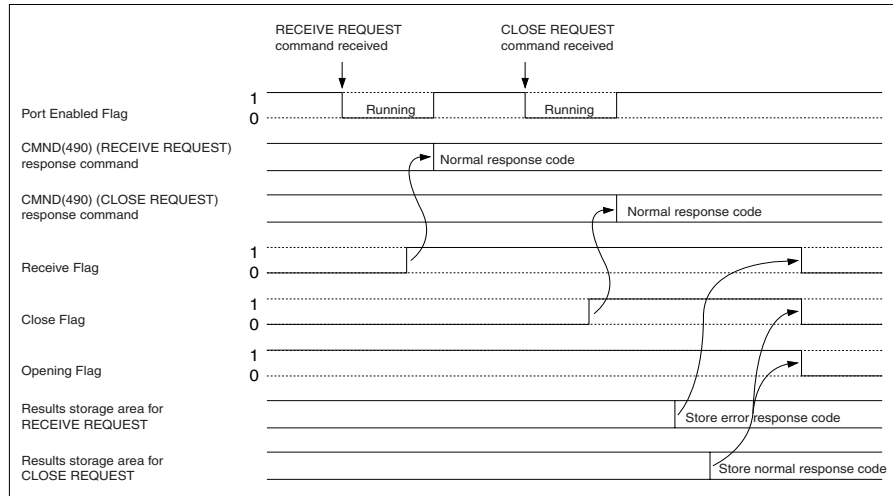 RECEIVE REQUEST
command received
CLOSE REQUEST
command received
Port Enabled Flag
1
0
Running
Running
CMND(490) (RECEIVE REQUEST)
response command
Normal response code
CMND(490) (CLOSE REQUEST)
response command
Normal response code
Receive Flag
1
0
Close Flag
1
0
Opening Flag
1
0
Results storage area for
RECEIVE REQUEST
Store error response code
Results storage area for
CLOSE REQUEST
Store normal response code